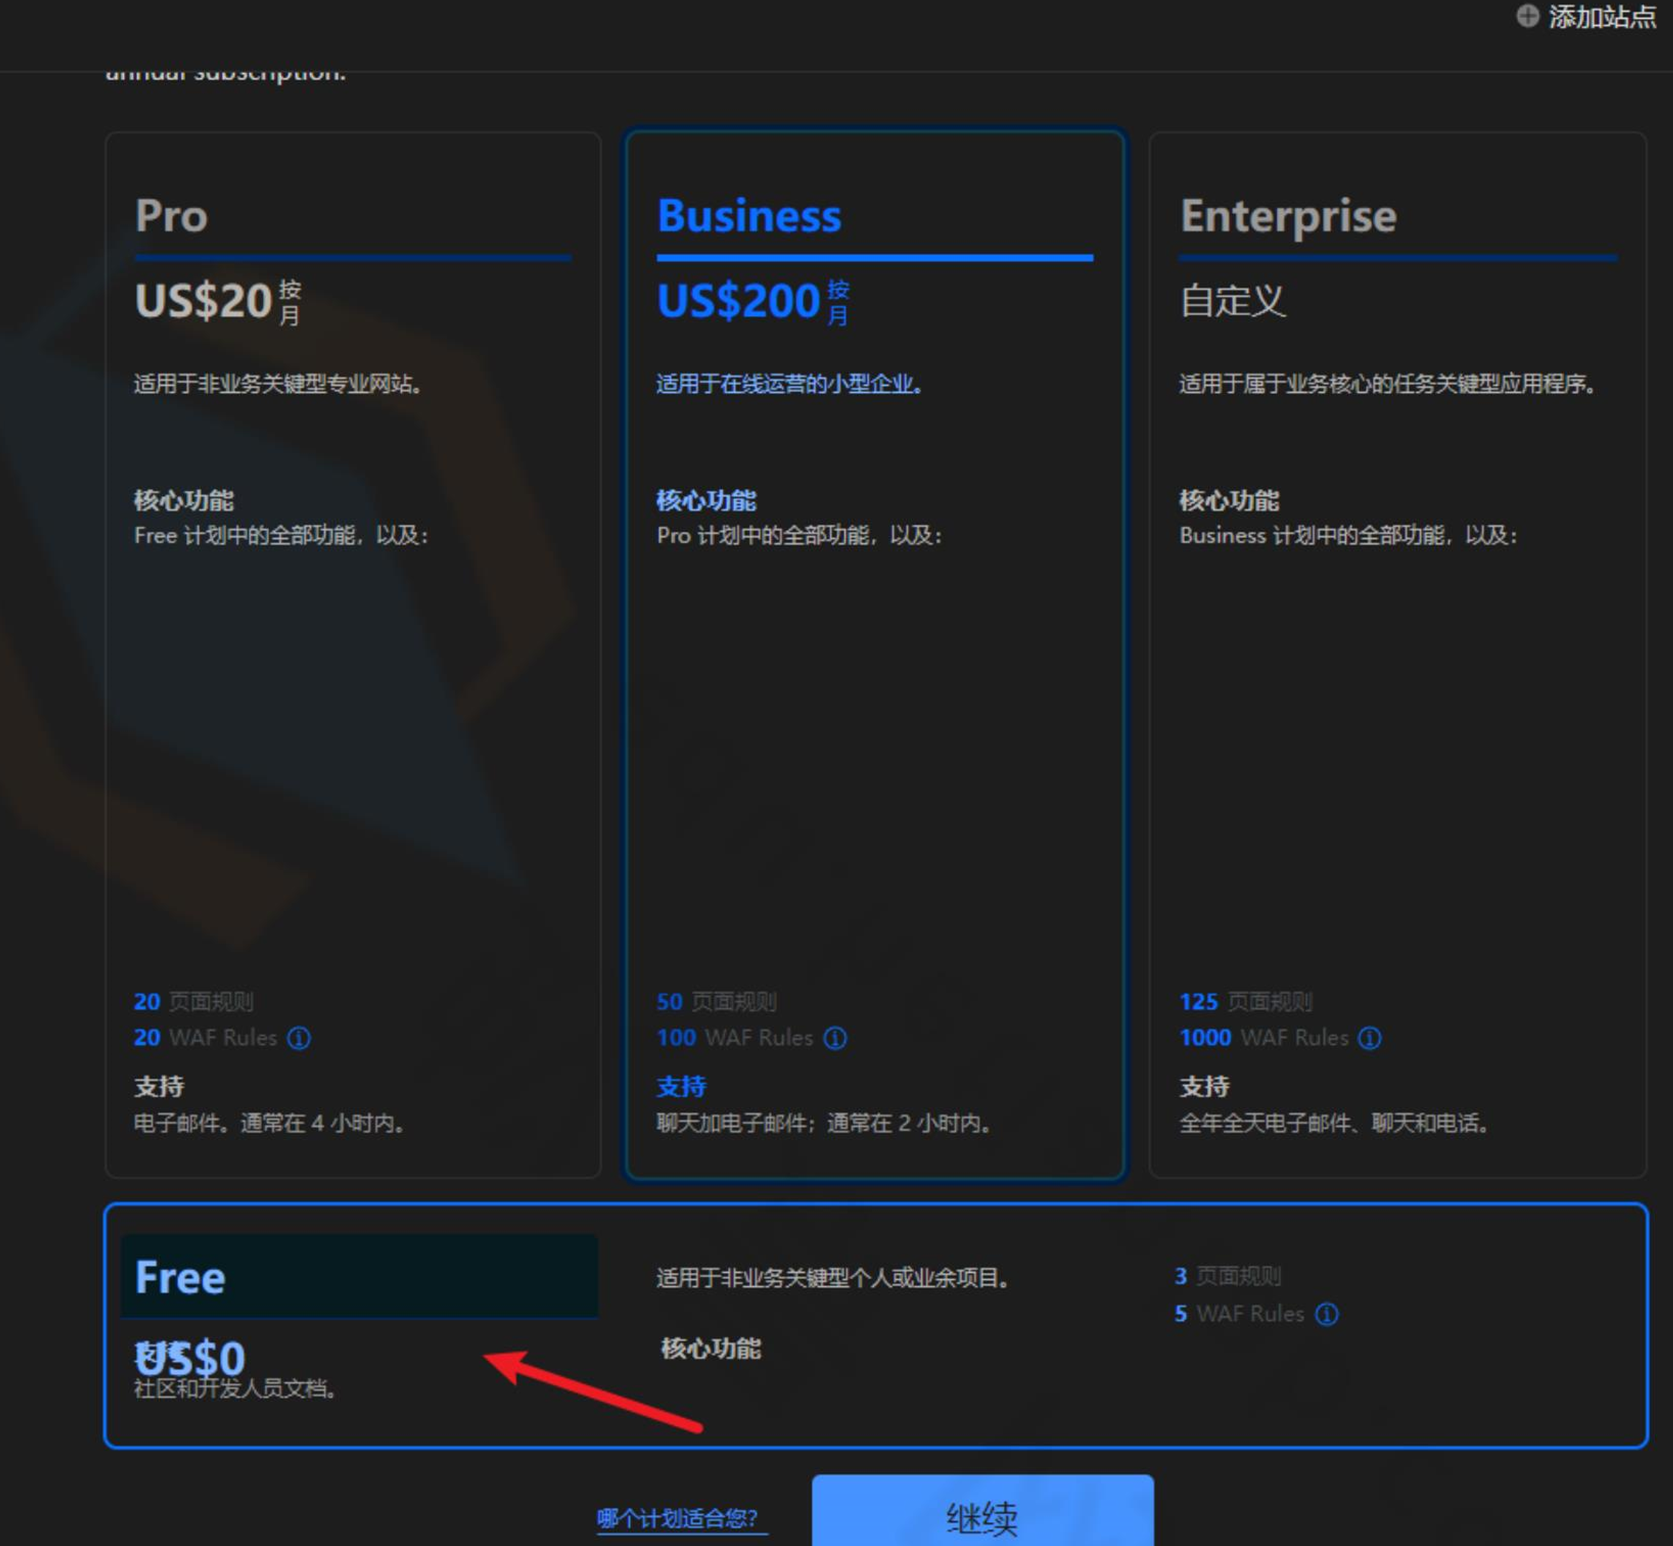 添加站点
annual subscription.
Pro
US$20 按月
适用于非业务关键型专业网站。
核心功能
Free 计划中的全部功能，以及：
20 页面规则
20 WAF Rules
支持
电子邮件。通常在 4 小时内。
Business
US$200 按月
适用于在线运营的小型企业。
核心功能
Pro 计划中的全部功能，以及：
50 页面规则
100 WAF Rules
支持
聊天加电子邮件；通常在 2 小时内。
Enterprise
自定义
适用于属于业务核心的任务关键型应用程序。
核心功能
Business 计划中的全部功能，以及：
125 页面规则
1000 WAF Rules
支持
全年全天电子邮件、聊天和电话。
Free
US$0
支持
社区和开发人员文档。
适用于非业务关键型个人或业余项目。
核心功能
3 页面规则
5 WAF Rules
哪个计划适合您？
继续